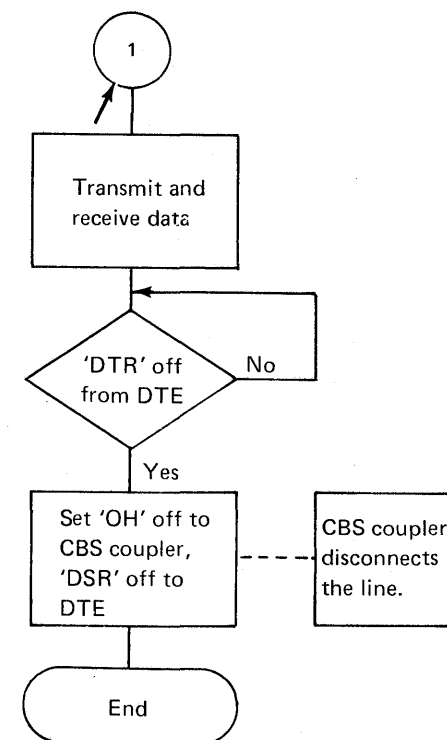 1
Transmit and
receive data
'DTR' off
from DTE
No
Yes
Set 'OH' off to
CBS coupler,
'DSR' off to
DTE
CBS coupler
disconnects
the line.
End